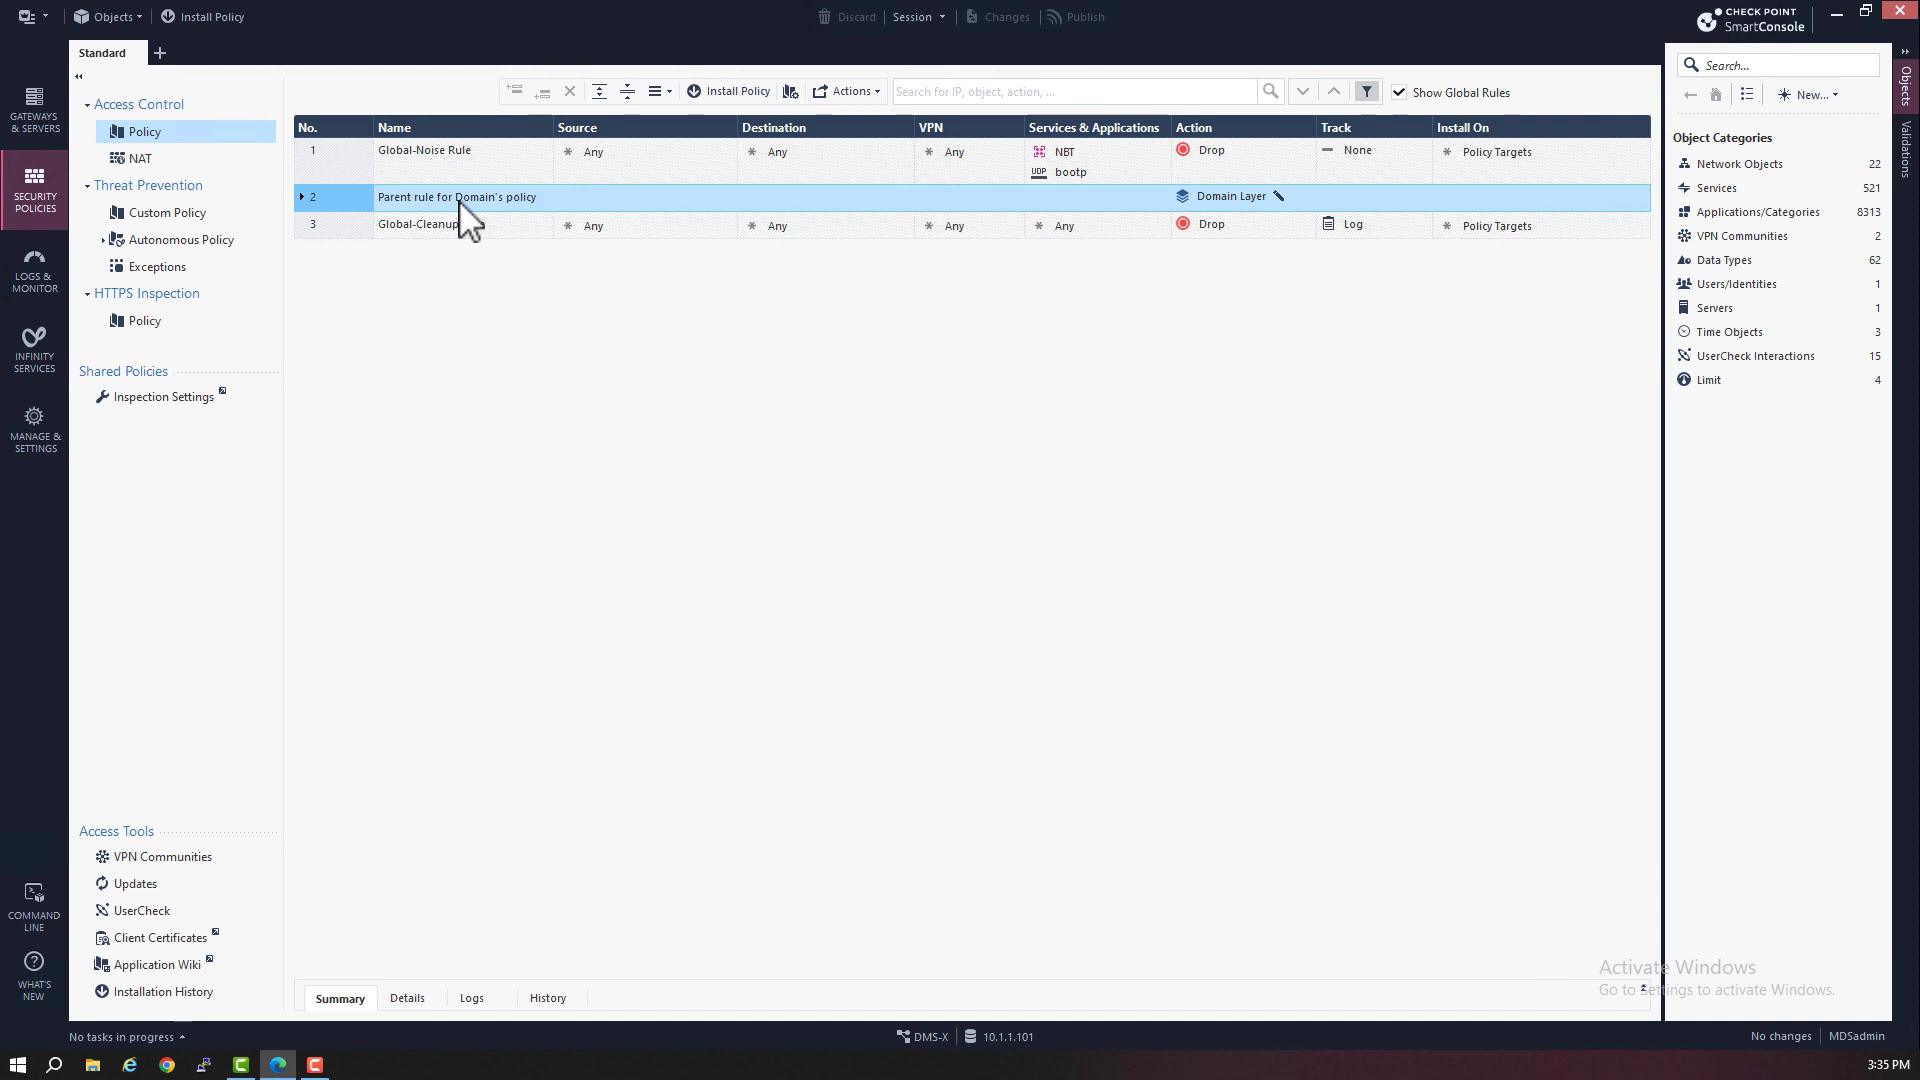 Objects
Install Policy
Discard
Session
Changes
Publish
CHECK POINT
SmartConsole
Standard
GATEWAYS
& SERVERS
SECURITY
POLICIES
LOGS &
MONITOR
INFINITY
SERVICES
MANAGE &
SETTINGS
COMMAND
LINE
WHAT'S
NEW
Access Control
Policy
NAT
Threat Prevention
Custom Policy
Autonomous Policy
Exceptions
HTTPS Inspection
Policy
Shared Policies
Inspection Settings
Access Tools
VPN Communities
Updates
UserCheck
Client Certificates
Application Wiki
Installation History
Install Policy
Actions
Search for IP, object, action, ...
Show Global Rules
No. Name Source Destination VPN Services & Applications Action Track Install On
1 Global-Noise Rule * Any * Any * Any NBT Drop None * Policy Targets
UDP bootp
2 Parent rule for Domain's policy Domain Layer
3 Global-Cleanup * Any * Any * Any * Any Drop Log * Policy Targets
Summary Details Logs History
Search...
New...
Object Categories
Network Objects 22
Services 521
Applications/Categories 8313
VPN Communities 2
Data Types 62
Users/Identities 1
Servers 1
Time Objects 3
UserCheck Interactions 15
Limit 4
Objects
Validations
Activate Windows
Go to Settings to activate Windows.
No tasks in progress
DMS-X
10.1.1.101
No changes
MDSadmin
3:35 PM